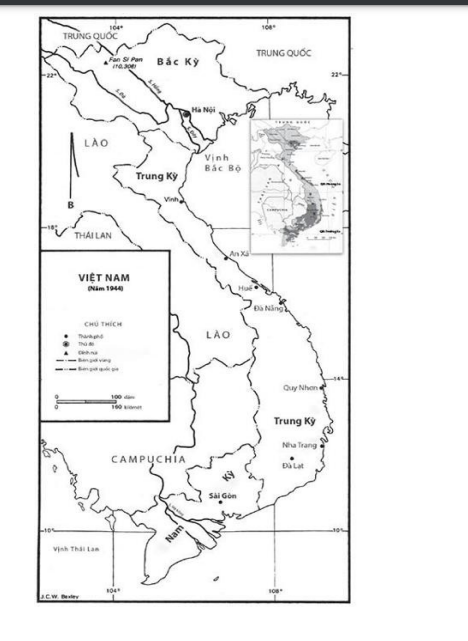 104°
108°
TRUNG QUỐC
Bắc Kỳ
TRUNG QUỐC
Fan Si Pan
22°
22°
S. Hồng
S. Đà
Hà Nội
LÀO
Vịnh
Bắc Bộ
Trung Kỳ
B
Vinh
18°
THÁI LAN
CAMPUCHIA
An Xá
VIỆT NAM
(Năm 1944)
Huế
Đà Nẵng
CHÚ THÍCH
Thành phố
Thủ đô
Đỉnh núi
Biên giới vùng
Biên giới quốc gia
LÀO
0 100 dặm
0 160 kilomét
14°
Quy Nhơn
Trung Kỳ
Nha Trang
CAMPUCHIA
Kỳ
Đà Lạt
Sài Gòn
Nam
10°
10°
Vịnh Thái Lan
104°
108°
J.C.W. Bexley